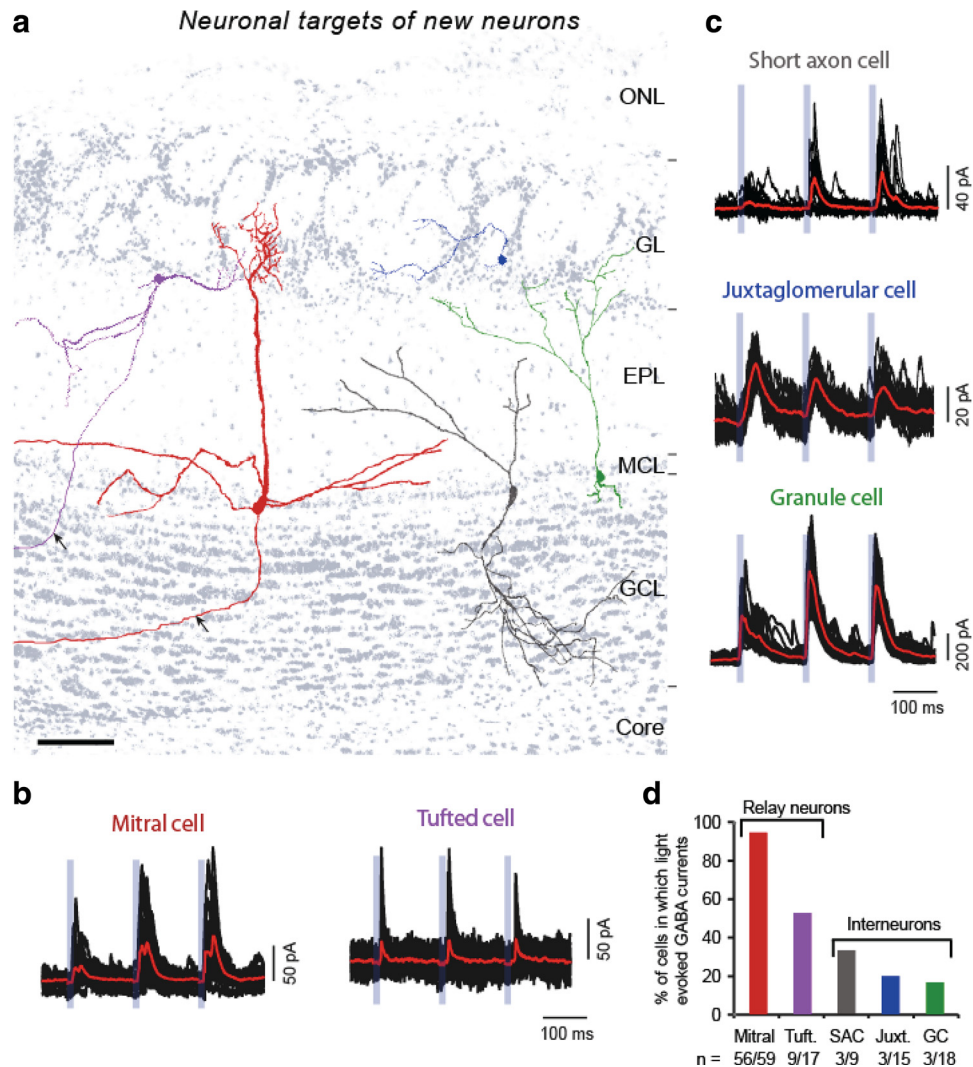 a
Neuronal targets of new neurons
ONL
GL
EPL
MCL
GCL
Core
b
Mitral cell
50 pA
Tufted cell
50 pA
100 ms
c
Short axon cell
40 pA
Juxtaglomerular cell
20 pA
Granule cell
200 pA
100 ms
d
% of cells in which light
evoked GABA currents
100
80
60
40
20
0
Relay neurons
Interneurons
Mitral Tuft. SAC Juxt. GC
n = 56/59 9/17 3/9 3/15 3/18